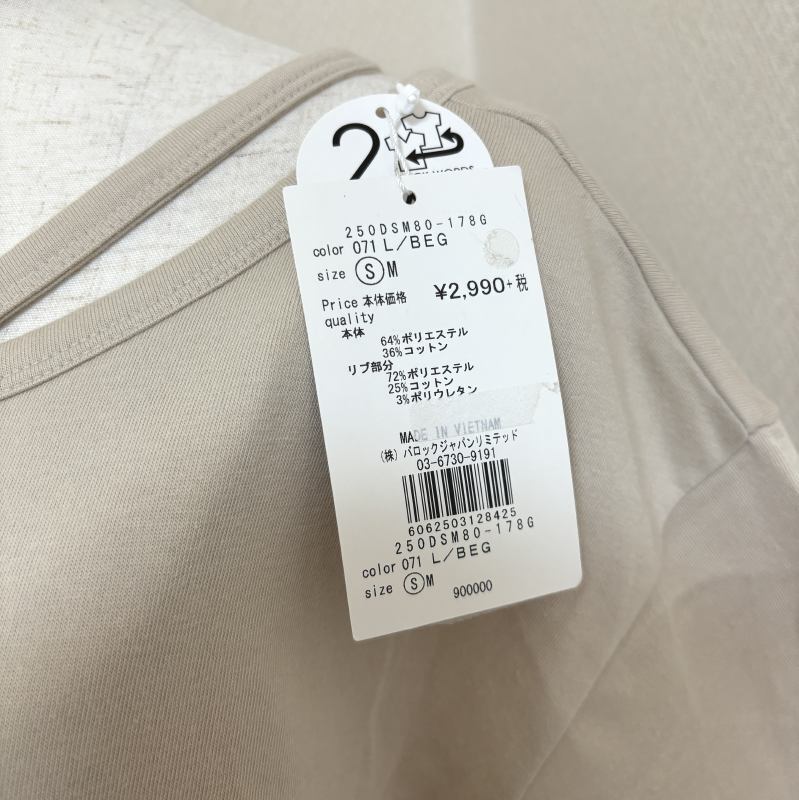 2
WORDS
250DSM80-178G
color 071 L/BEG
size S M
Price 本体価格 ¥2,990+税
quality
本体
64%ポリエステル
36%コットン
リブ部分
72%ポリエステル
25%コットン
3%ポリウレタン
MADE IN VIETNAM
(株) バロックジャパンリミテッド
03-6730-9191
6062503128425
250DSM80-178G
color 071 L/BEG
size S M
900000